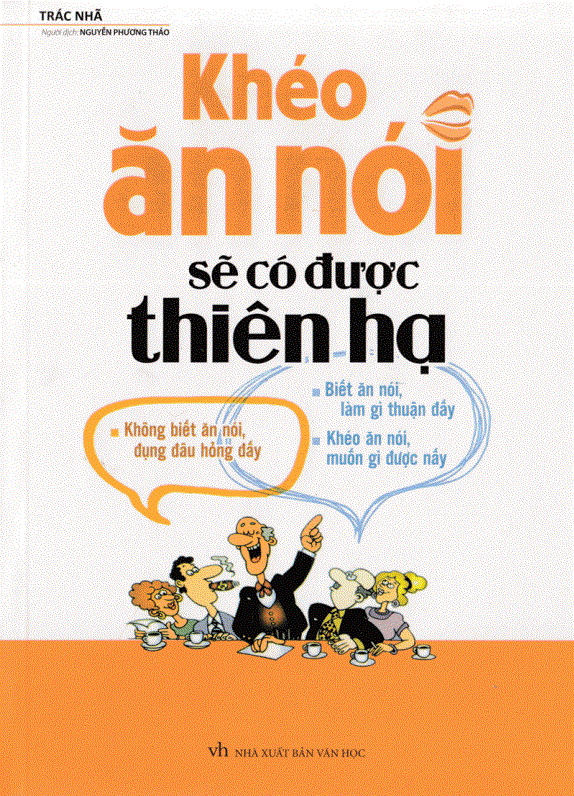 TRÁC NHÃ
Người dịch: NGUYỄN PHƯƠNG THẢO
Khéo
ăn nói
sẽ có được
thiên hạ
Biết ăn nói,
làm gì thuận đấy
Không biết ăn nói,
đụng đâu hỏng đấy
Khéo ăn nói,
muốn gì được nấy
vh NHÀ XUẤT BẢN VĂN HỌC